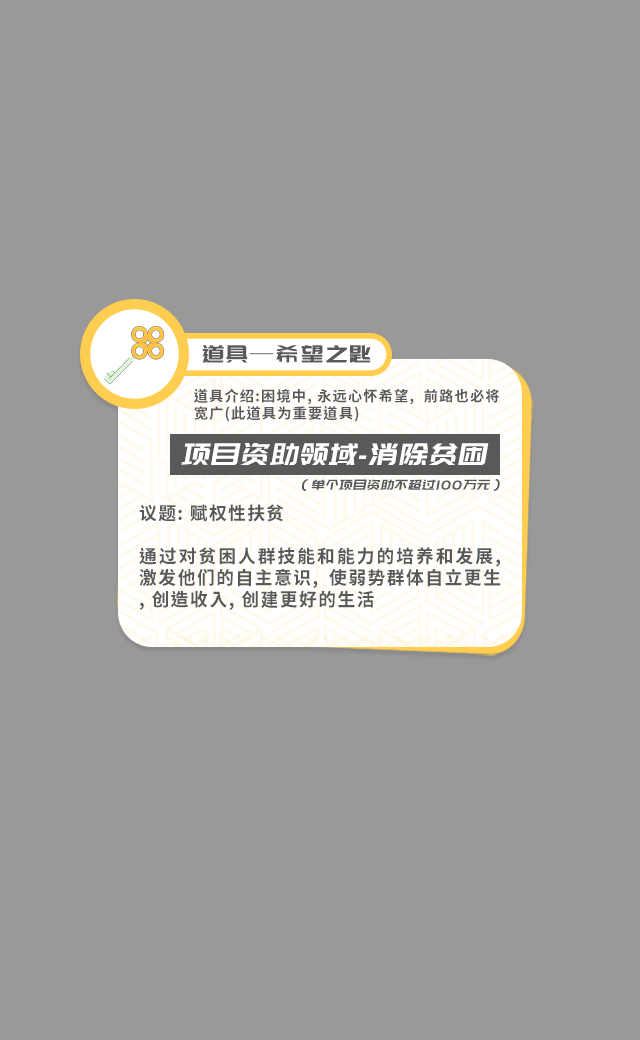 道具—希望之匙
道具介绍:困境中, 永远心怀希望, 前路也必将
宽广(此道具为重要道具)
项目资助领域-消除贫困
(单个项目资助不超过100万元)
议题: 赋权性扶贫
通过对贫困人群技能和能力的培养和发展,
激发他们的自主意识, 使弱势群体自立更生
, 创造收入, 创建更好的生活